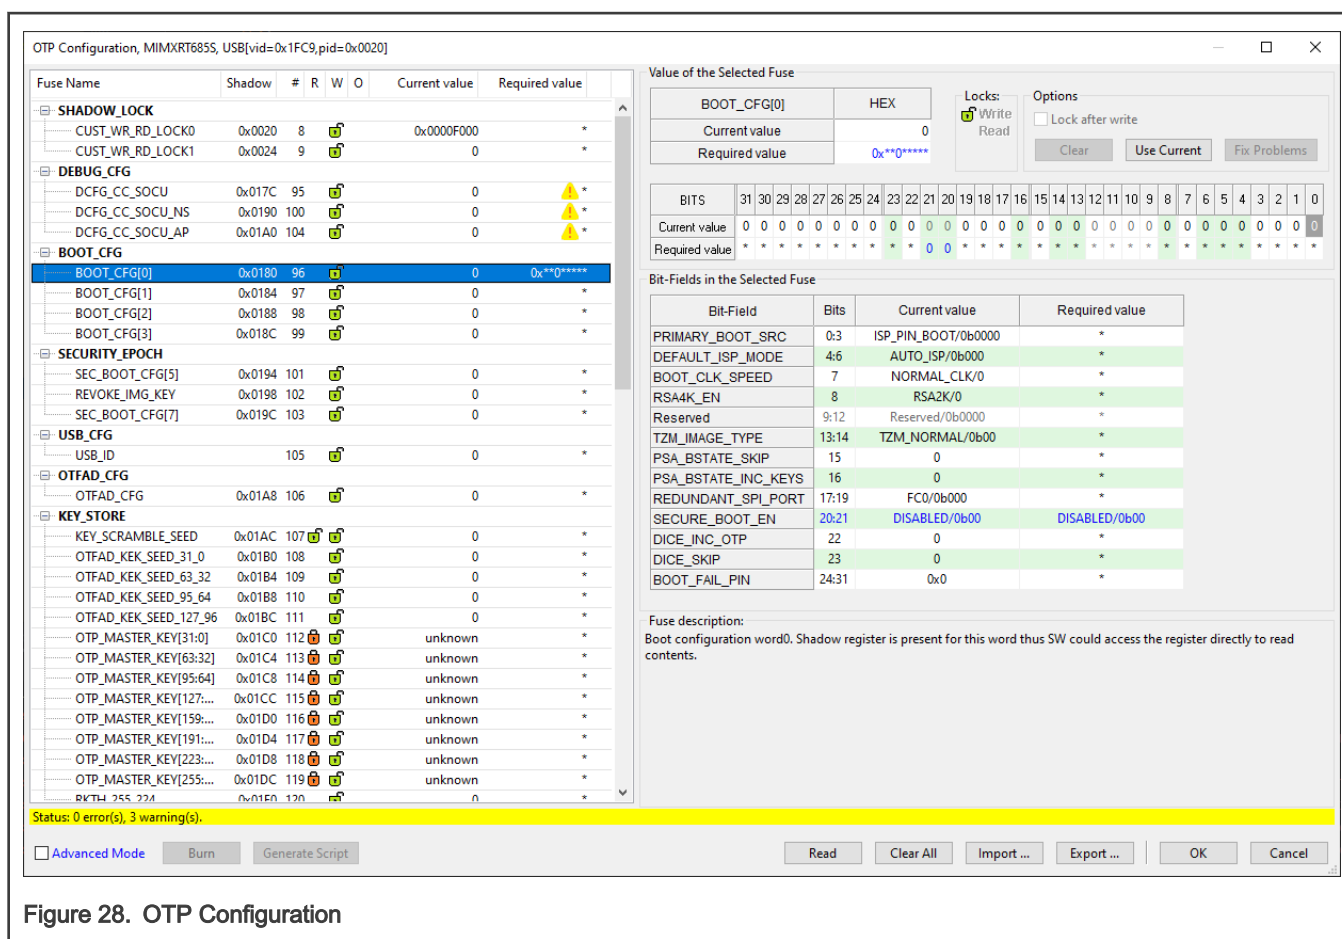 OTP Configuration, MIMXRT685S, USB[vid=0x1FC9,pid=0x0020]
Fuse Name Shadow # R W O Current value Required value
SHADOW_LOCK
CUST_WR_RD_LOCK0 0x0020 8 0x0000F000 *
CUST_WR_RD_LOCK1 0x0024 9 0 *
DEBUG_CFG
DCFG_CC_SOCU 0x017C 95 0 *
DCFG_CC_SOCU_NS 0x0190 100 0 *
DCFG_CC_SOCU_AP 0x01A0 104 0 *
BOOT_CFG
BOOT_CFG[0] 0x0180 96 0 0x**0*****
BOOT_CFG[1] 0x0184 97 0 *
BOOT_CFG[2] 0x0188 98 0 *
BOOT_CFG[3] 0x018C 99 0 *
SECURITY_EPOCH
SEC_BOOT_CFG[5] 0x0194 101 0 *
REVOKE_IMG_KEY 0x0198 102 0 *
SEC_BOOT_CFG[7] 0x019C 103 0 *
USB_CFG
USB_ID 105 0 *
OTFAD_CFG
OTFAD_CFG 0x01A8 106 0 *
KEY_STORE
KEY_SCRAMBLE_SEED 0x01AC 107 0 *
OTFAD_KEK_SEED_31_0 0x01B0 108 0 *
OTFAD_KEK_SEED_63_32 0x01B4 109 0 *
OTFAD_KEK_SEED_95_64 0x01B8 110 0 *
OTFAD_KEK_SEED_127_96 0x01BC 111 0 *
OTP_MASTER_KEY[31:0] 0x01C0 112 unknown *
OTP_MASTER_KEY[63:32] 0x01C4 113 unknown *
OTP_MASTER_KEY[95:64] 0x01C8 114 unknown *
OTP_MASTER_KEY[127:... 0x01CC 115 unknown *
OTP_MASTER_KEY[159:... 0x01D0 116 unknown *
OTP_MASTER_KEY[191:... 0x01D4 117 unknown *
OTP_MASTER_KEY[223:... 0x01D8 118 unknown *
OTP_MASTER_KEY[255:... 0x01DC 119 unknown *
RKTH_255_224 0x01E0 120 0 *
Value of the Selected Fuse
BOOT_CFG[0] HEX
Current value 0
Required value 0x**0*****
Locks:
Write
Read
Options
Lock after write
Clear Use Current Fix Problems
BITS 31 30 29 28 27 26 25 24 23 22 21 20 19 18 17 16 15 14 13 12 11 10 9 8 7 6 5 4 3 2 1 0
Current value 0 0 0 0 0 0 0 0 0 0 0 0 0 0 0 0 0 0 0 0 0 0 0 0 0 0 0 0 0 0 0 0
Required value * * * * * * * * * * 0 0 * * * * * * * * * * * * * * * * * * * *
Bit-Fields in the Selected Fuse
Bit-Field Bits Current value Required value
PRIMARY_BOOT_SRC 0:3 ISP_PIN_BOOT/0b0000 *
DEFAULT_ISP_MODE 4:6 AUTO_ISP/0b000 *
BOOT_CLK_SPEED 7 NORMAL_CLK/0 *
RSA4K_EN 8 RSA2K/0 *
Reserved 9:12 Reserved/0b0000 *
TZM_IMAGE_TYPE 13:14 TZM_NORMAL/0b00 *
PSA_BSTATE_SKIP 15 0 *
PSA_BSTATE_INC_KEYS 16 0 *
REDUNDANT_SPI_PORT 17:19 FC0/0b000 *
SECURE_BOOT_EN 20:21 DISABLED/0b00 DISABLED/0b00
DICE_INC_OTP 22 0 *
DICE_SKIP 23 0 *
BOOT_FAIL_PIN 24:31 0x0 *
Fuse description:
Boot configuration word0. Shadow register is present for this word thus SW could access the register directly to read
contents.
Status: 0 error(s), 3 warning(s).
Advanced Mode Burn Generate Script Read Clear All Import ... Export ... OK Cancel
Figure 28. OTP Configuration